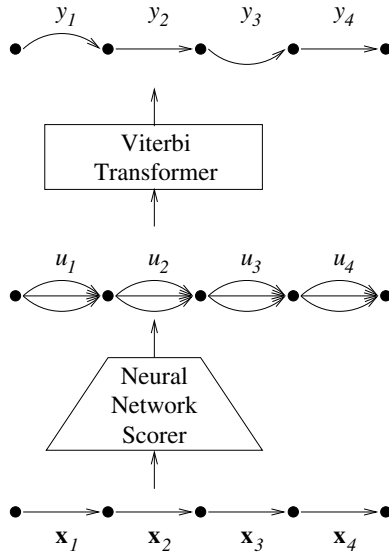 y1 y2 y3 y4
Viterbi
Transformer
u1 u2 u3 u4
Neural
Network
Scorer
x1 x2 x3 x4